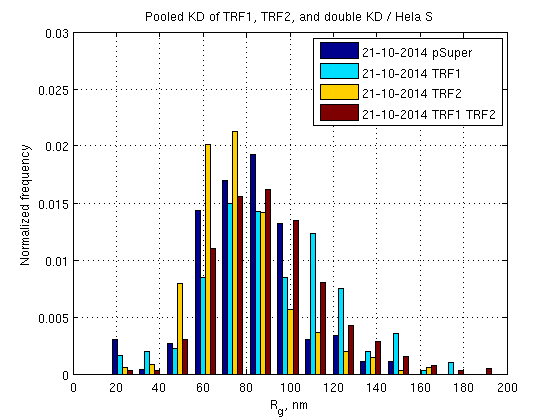 Pooled KD of TRF1, TRF2, and double KD / Hela S
0.03
0.025
0.02
0.015
0.01
0.005
0
Normalized frequency
21-10-2014 pSuper
21-10-2014 TRF1
21-10-2014 TRF2
21-10-2014 TRF1 TRF2
0 20 40 60 80 100 120 140 160 180 200
Rg, nm